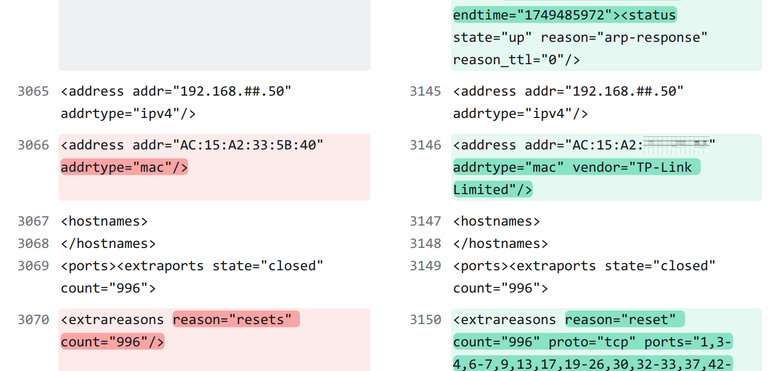 endtime="1749485972"><status
state="up" reason="arp-response"
reason_ttl="0"/>
3065 <address addr="192.168.##.50"
addrtype="ipv4"/>
3066 <address addr="AC:15:A2:33:5B:40"
addrtype="mac"/>
3067 <hostnames>
3068 </hostnames>
3069 <ports><extraports state="closed"
count="996">
3070 <extrareasons reason="resets"
count="996"/>
3145 <address addr="192.168.##.50"
addrtype="ipv4"/>
3146 <address addr="AC:15:A2: "
addrtype="mac" vendor="TP-Link
Limited"/>
3147 <hostnames>
3148 </hostnames>
3149 <ports><extraports state="closed"
count="996">
3150 <extrareasons reason="reset"
count="996" proto="tcp" ports="1,3-
4,6-7,9,13,17,19-26,30,32-33,37,42-